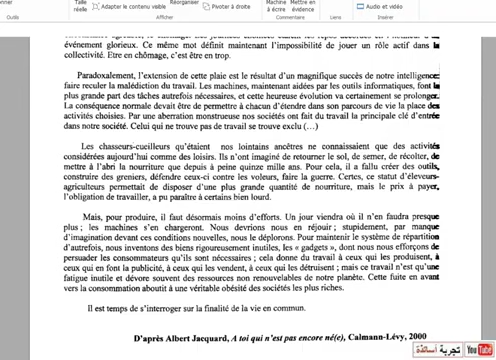 Taille réelle
Adapter le contenu visible
Réorganiser
Pivoter à droite
Machine à écrire
Mettre en évidence
Audio et vidéo
Outils
Afficher
Commentaire
Liens
Insérer
événement glorieux. Ce même mot définit maintenant l'impossibilité de jouer un rôle actif dans la
collectivité. Etre en chômage, c'est être en trop.
Paradoxalement, l'extension de cette plaie est le résultat d'un magnifique succès de notre intelligence:
faire reculer la malédiction du travail. Les machines, maintenant aidées par les outils informatiques, font la
plus grande part des tâches autrefois nécessaires, et cette heureuse évolution va certainement se prolonger.
La conséquence normale devait être de permettre à chacun d'étendre dans son parcours de vie la place des
activités choisies. Par une aberration monstrueuse nos sociétés ont fait du travail la principale clé d'entrée
dans notre société. Celui qui ne trouve pas de travail se trouve exclu (…)
Les chasseurs-cueilleurs qu'étaient nos lointains ancêtres ne connaissaient que des activités
considérées aujourd'hui comme des loisirs. Ils n'ont imaginé de retourner le sol, de semer, de récolter, de
mettre à l'abri la nourriture que depuis à peine quinze mille ans. Pour cela, il a fallu créer des outils,
construire des greniers, défendre ceux-ci contre les voleurs, faire la guerre. Certes, ce statut d'éleveurs-
agriculteurs permettait de disposer d'une plus grande quantité de nourriture, mais le prix à payer,
l'obligation de travailler, a pu paraître à certains bien lourd.
Mais, pour produire, il faut désormais moins d'efforts. Un jour viendra où il n'en faudra presque
plus ; les machines s'en chargeront. Nous devrions nous en réjouir ; stupidement, par manque
d'imagination devant ces conditions nouvelles, nous le déplorons. Pour maintenir le système de répartition
d'autrefois, nous inventons des biens rigoureusement inutiles, les « gadgets », dont nous nous efforçons de
persuader les consommateurs qu'ils sont nécessaires ; cela donne du travail à ceux qui les produisent, à
ceux qui en font la publicité, à ceux qui les vendent, à ceux qui les détruisent ; mais ce travail n'est qu'une
fatigue inutile et dévore souvent des ressources non renouvelables de notre planète. Cette fuite en avant
vers la consommation aboutit à une véritable obésité des sociétés les plus riches.
Il est temps de s'interroger sur la finalité de la vie en commun.
D'après Albert Jacquard, A toi qui n'est pas encore né(e), Calmann-Lévy, 2000
تجربة أساتذة
YouTube